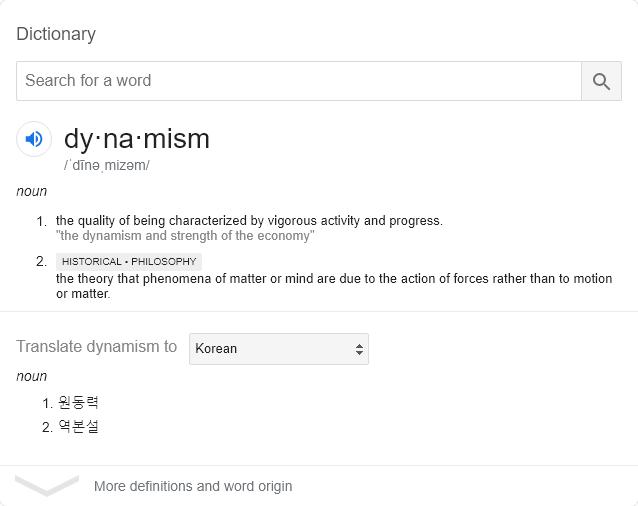 Dictionary
Search for a word
dy·na·mism
/ˈdīnəˌmizəm/
noun
1. the quality of being characterized by vigorous activity and progress.
"the dynamism and strength of the economy"
2. HISTORICAL • PHILOSOPHY
the theory that phenomena of matter or mind are due to the action of forces rather than to motion
or matter.
Translate dynamism to Korean
noun
1. 원동력
2. 역본설
More definitions and word origin